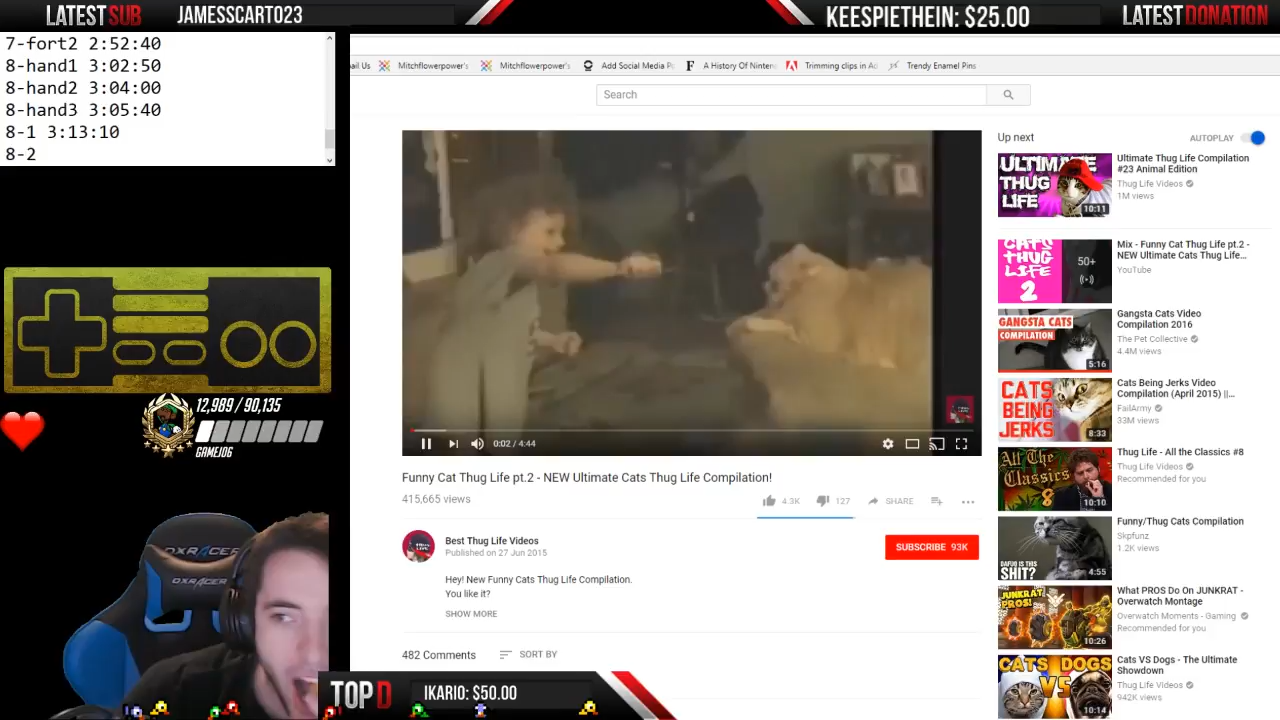 LATEST SUB
JAMESSCARTO23
KEESPIETHEIN: $25.00
LATEST DONATION
7-fort2 2:52:40
8-hand1 3:02:50
8-hand2 3:04:00
8-hand3 3:05:40
8-1 3:13:10
8-2
ail Us
Mitchflowerpower's
Mitchflowerpower's
Add Social Media
A History Of Ninten
Trimming clips in
Trendy Enamel Pins
Search
0:02 / 4:44
Funny Cat Thug Life pt.2 - NEW Ultimate Cats Thug Life Compilation!
415,665 views
4.3K
127
SHARE
Best Thug Life Videos
Published on 27 Jun 2015
SUBSCRIBE 93K
Hey! New Funny Cats Thug Life Compilation.
You like it?
SHOW MORE
482 Comments
SORT BY
Up next
AUTOPLAY
ULTIMATE
THUG
LIFE
10:11
Ultimate Thug Life Compilation
#23 Animal Edition
Thug Life Videos
1M views
CATS
THUG
LIFE
2
50+
Mix - Funny Cat Thug Life pt.2 -
NEW Ultimate Cats Thug Life...
YouTube
GANGSTA CATS
COMPILATION
5:16
Gangsta Cats Video
Compilation 2016
The Pet Collective
4.4M views
CATS
BEING
JERKS
8:33
Cats Being Jerks Video
Compilation (April 2015) ||...
FailArmy
33M views
All The
Classics
8
10:10
Thug Life - All the Classics #8
Thug Life Videos
Recommended for you
DAFUQ IS THIS
SHIT?
4:55
Funny/Thug Cats Compilation
Skpfunz
1.2K views
JUNKRAT
PROS!
10:26
What PROS Do On JUNKRAT -
Overwatch Montage
Overwatch Moments - Gaming
Recommended for you
CATS DOGS
VS
10:14
Cats VS Dogs - The Ultimate
Showdown
Thug Life Videos
942K views
12,989 / 90,135
GAMEJ06
DXRACER
DXRACER
TOP D
IKARIO: $50.00